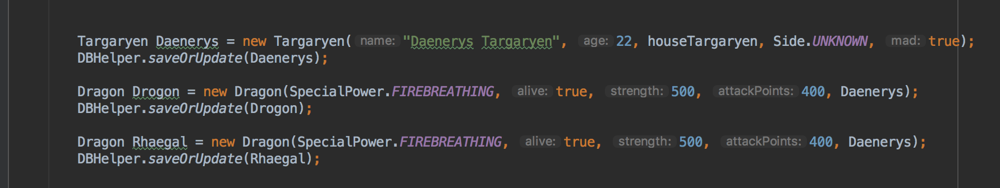 Targaryen Daenerys = new Targaryen( name: "Daenerys Targaryen", age: 22, houseTargaryen, Side.UNKNOWN, mad: true);
DBHelper.saveOrUpdate(Daenerys);
Dragon Drogon = new Dragon(SpecialPower.FIREBREATHING, alive: true, strength: 500, attackPoints: 400, Daenerys);
DBHelper.saveOrUpdate(Drogon);
Dragon Rhaegal = new Dragon(SpecialPower.FIREBREATHING, alive: true, strength: 500, attackPoints: 400, Daenerys);
DBHelper.saveOrUpdate(Rhaegal);